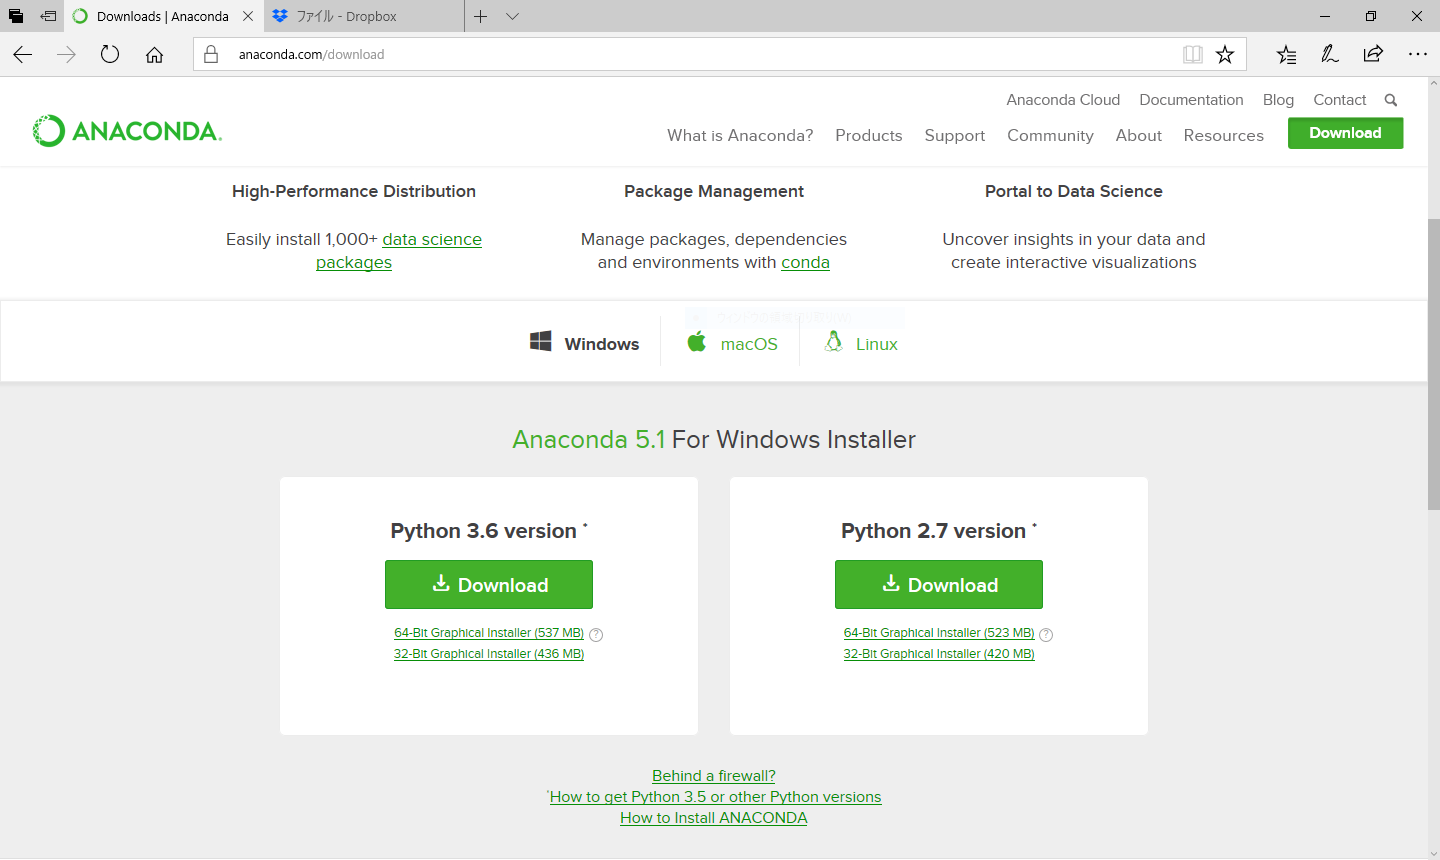 Downloads | Anaconda
ファイル - Dropbox
anaconda.com/download
Anaconda Cloud Documentation Blog Contact
ANACONDA.
What is Anaconda? Products Support Community About Resources Download
High-Performance Distribution
Easily install 1,000+ data science
packages
Package Management
Manage packages, dependencies
and environments with conda
Portal to Data Science
Uncover insights in your data and
create interactive visualizations
Windows macOS Linux
Anaconda 5.1 For Windows Installer
Python 3.6 version *
Download
64-Bit Graphical Installer (537 MB) ?
32-Bit Graphical Installer (436 MB)
Python 2.7 version *
Download
64-Bit Graphical Installer (523 MB) ?
32-Bit Graphical Installer (420 MB)
Behind a firewall?
*How to get Python 3.5 or other Python versions
How to Install ANACONDA